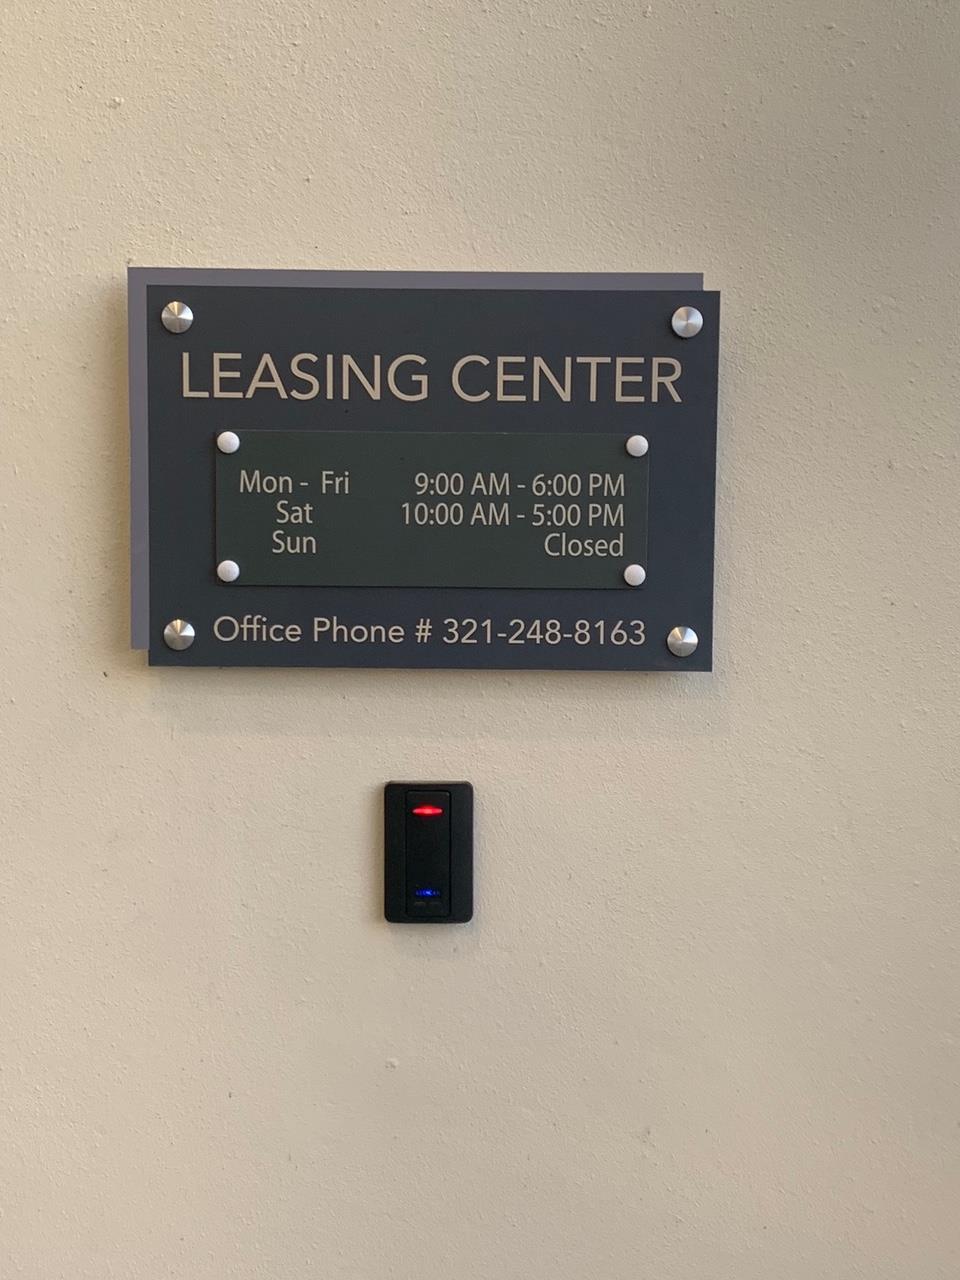 LEASING CENTER
Mon - Fri 9:00 AM - 6:00 PM
Sat 10:00 AM - 5:00 PM
Sun Closed
Office Phone # 321-248-8163